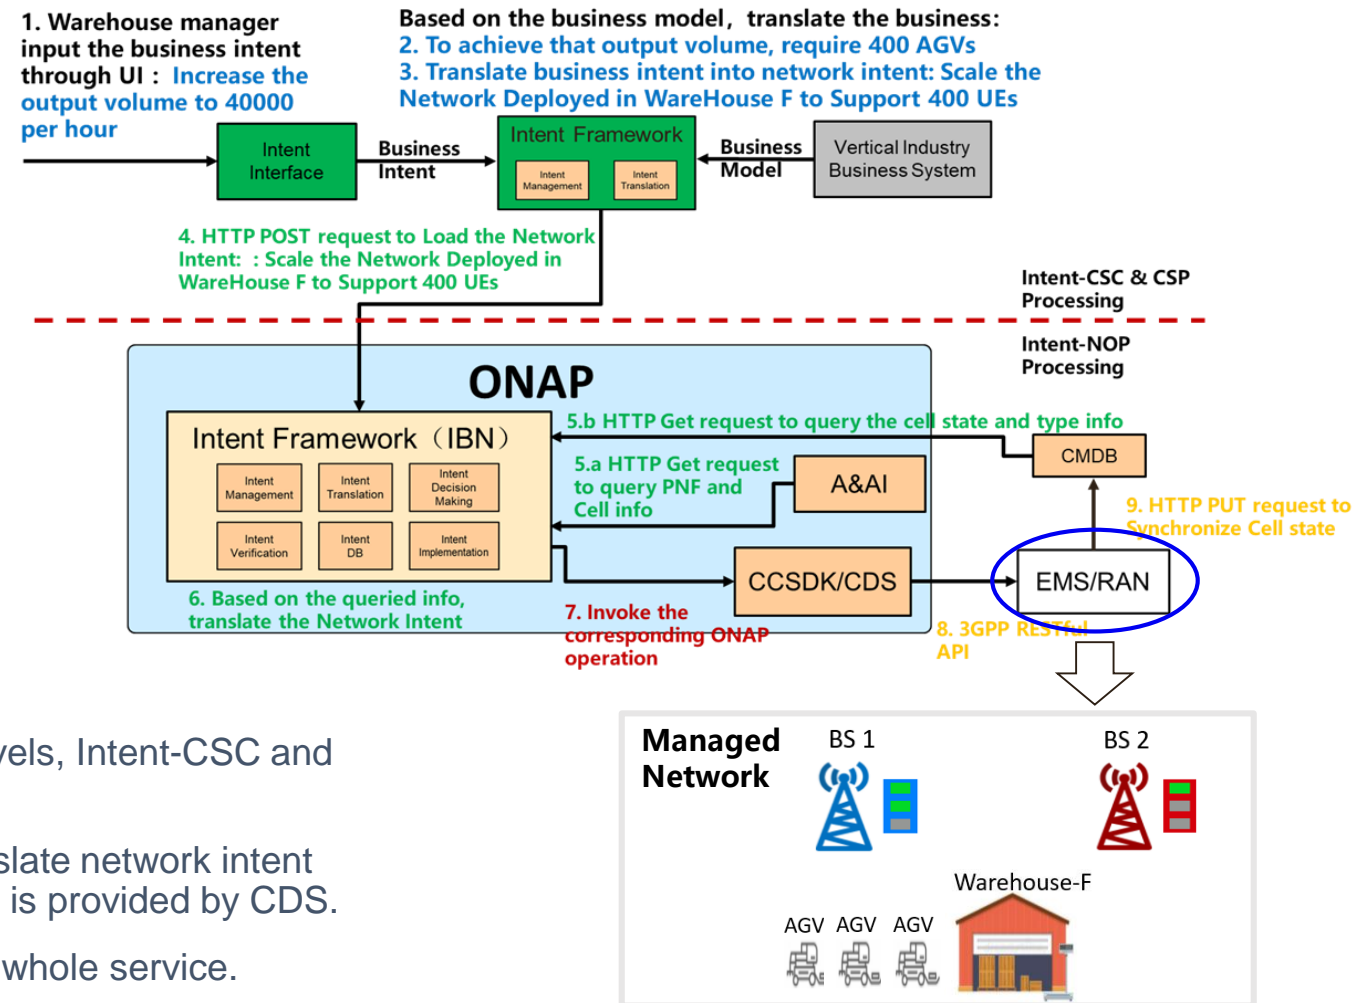 1. Warehouse manager
input the business intent
through UI： Increase the
output volume to 40000
per hour
Based on the business model，translate the business:
2. To achieve that output volume, require 400 AGVs
3. Translate business intent into network intent: Scale the
Network Deployed in WareHouse F to Support 400 UEs
Intent
Interface
Business
Intent
Intent Framework
Intent
Management
Intent
Translation
Business
Model
Vertical Industry
Business System
4. HTTP POST request to Load the Network
Intent: : Scale the Network Deployed in
WareHouse F to Support 400 UEs
Intent-CSC & CSP
Processing
Intent-NOP
Processing
ONAP
Intent Framework（IBN）
Intent
Management
Intent
Translation
Intent
Decision
Making
Intent
Verification
Intent
DB
Intent
Implementation
5.b HTTP Get request to query the cell state and type info
5.a HTTP Get request
to query PNF and
Cell info
A&AI
CMDB
9. HTTP PUT request to
Synchronize Cell state
CCSDK/CDS
EMS/RAN
6. Based on the queried info,
translate the Network Intent
7. Invoke the
corresponding ONAP
operation
8. 3GPP RESTful
API
vels, Intent-CSC and
slate network intent
is provided by CDS.
whole service.
Managed
Network
BS 1
BS 2
Warehouse-F
AGV AGV AGV